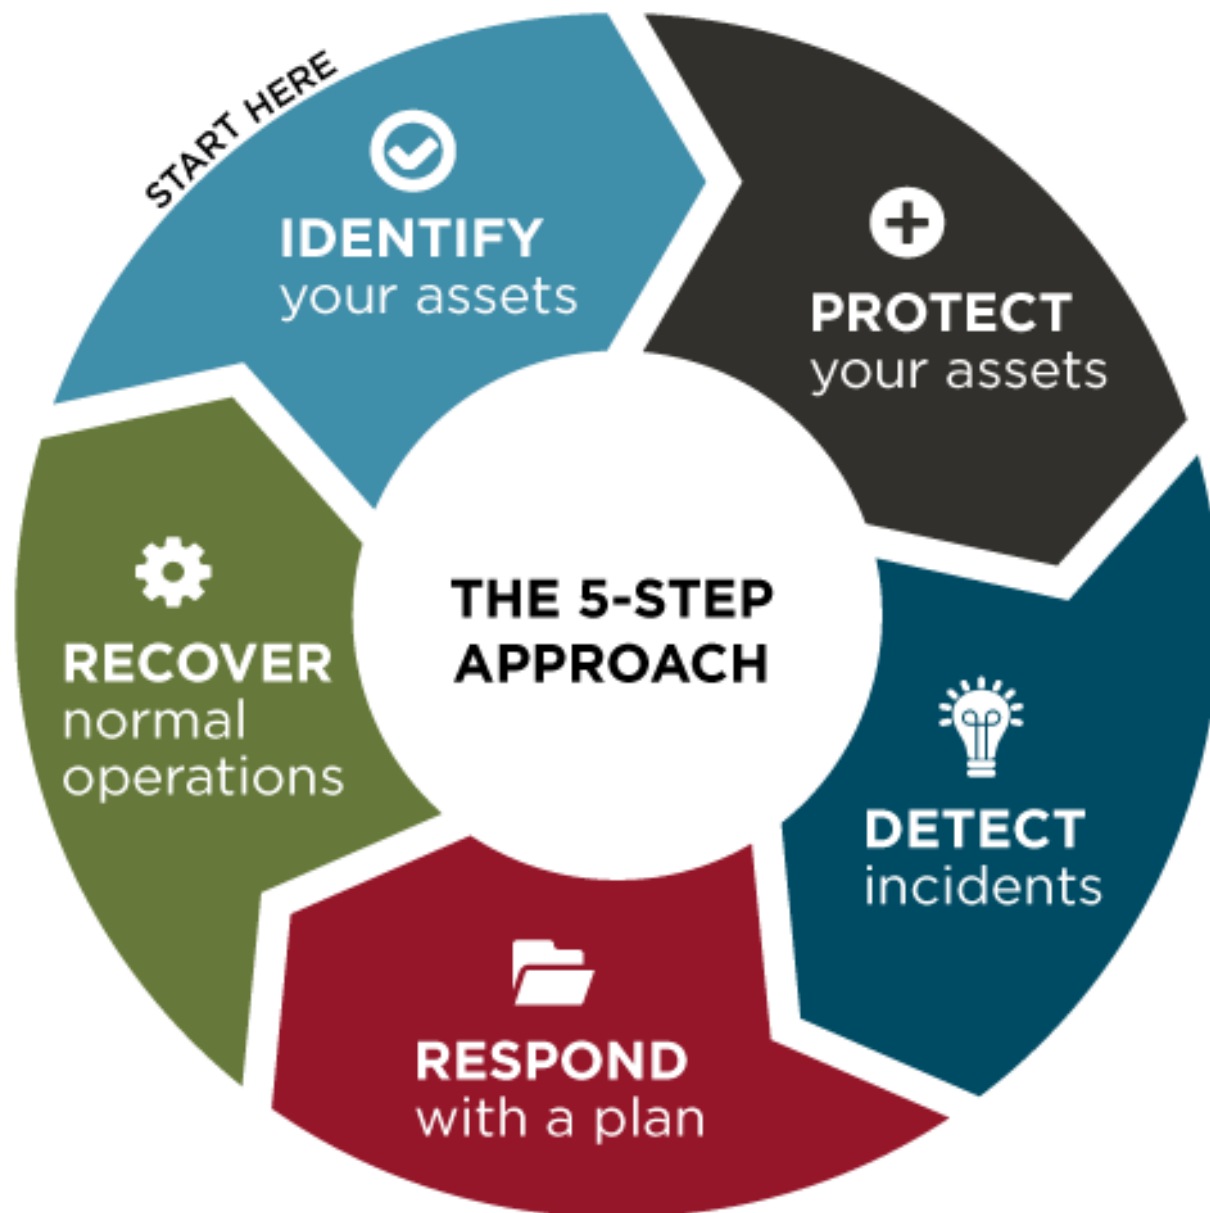 START HERE
IDENTIFY
your assets
PROTECT
your assets
DETECT
incidents
RESPOND
with a plan
RECOVER
normal
operations
THE 5-STEP
APPROACH